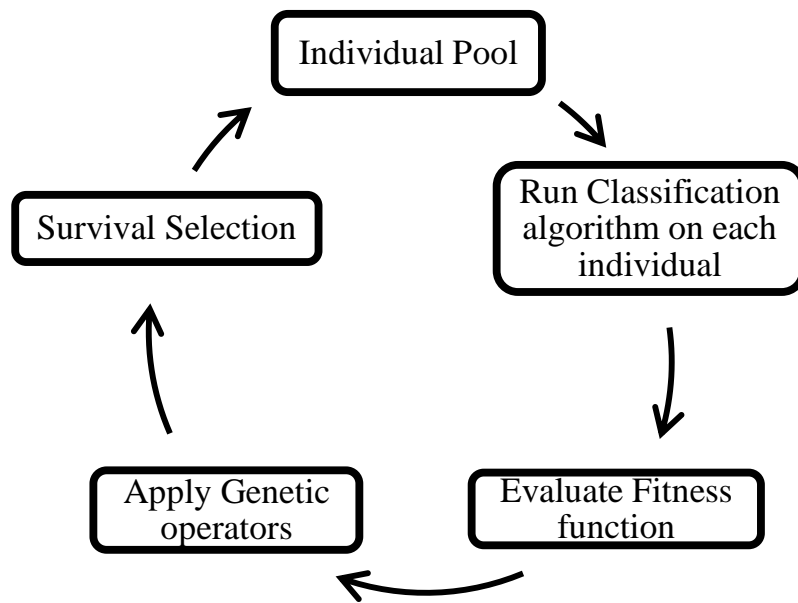 Individual Pool
Run Classification
algorithm on each
individual
Evaluate Fitness
function
Apply Genetic
operators
Survival Selection